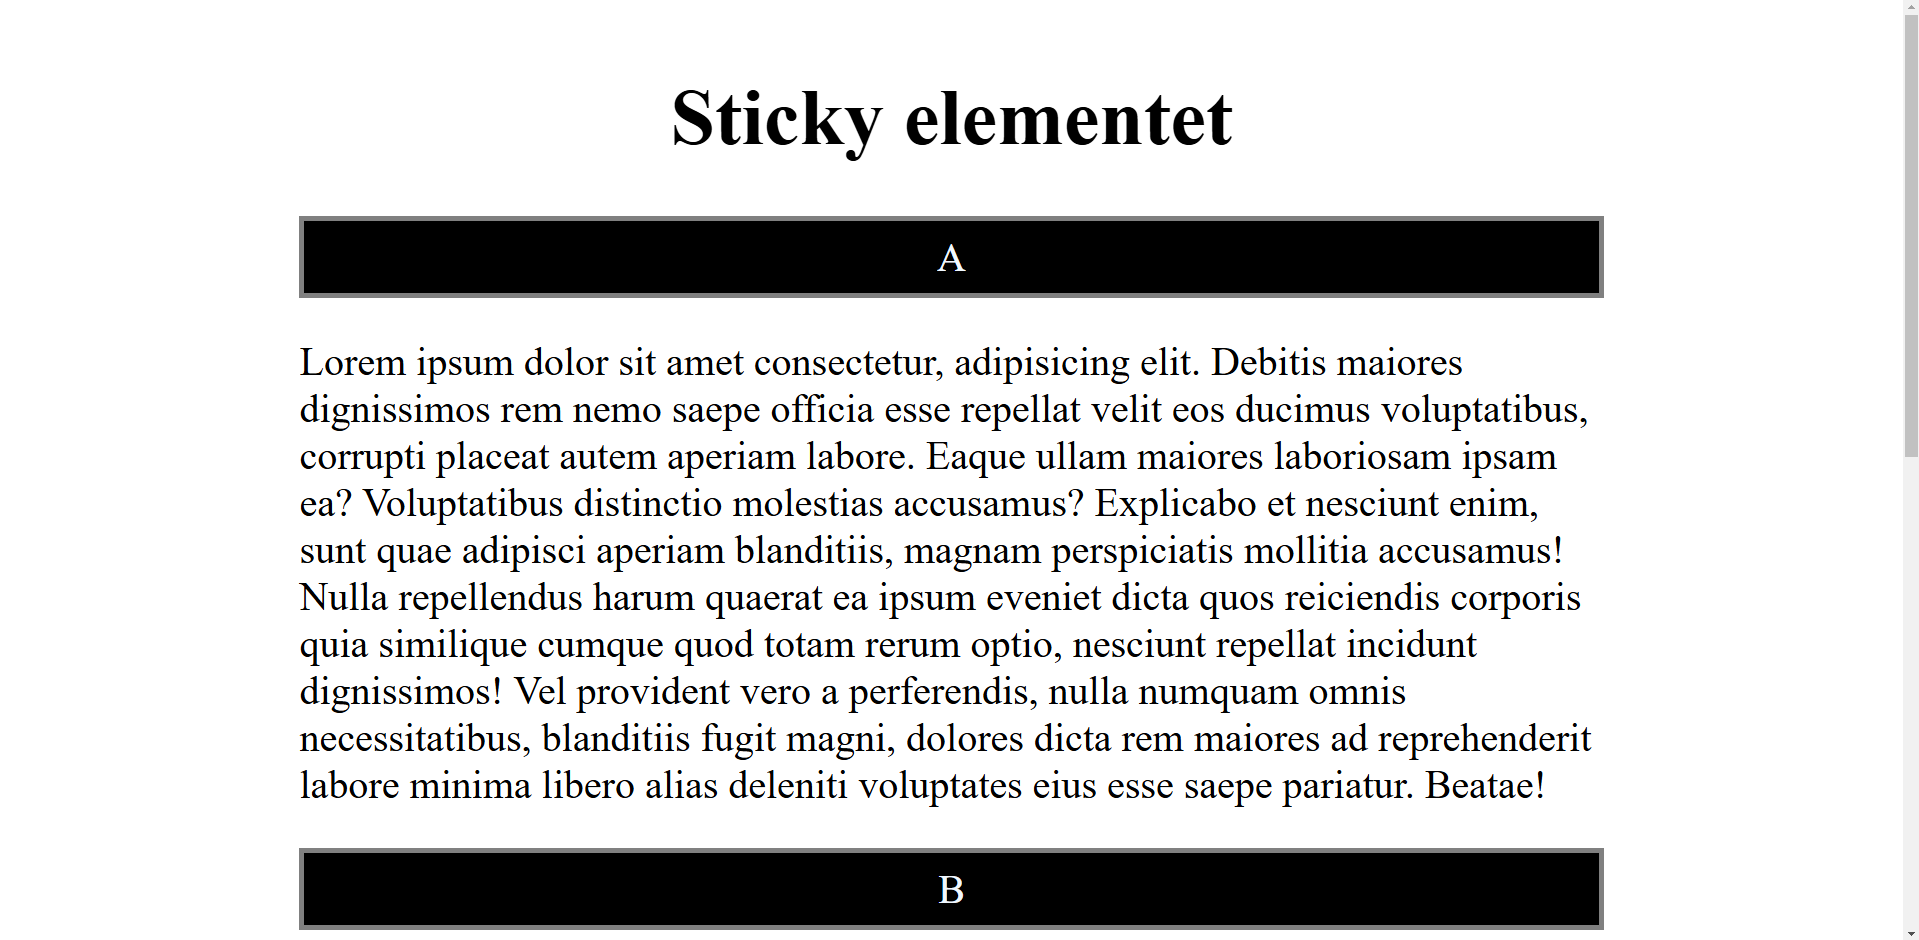 Sticky elementet
A
Lorem ipsum dolor sit amet consectetur, adipisicing elit. Debitis maiores
dignissimos rem nemo saepe officia esse repellat velit eos ducimus voluptatibus,
corrupti placeat autem aperiam labore. Eaque ullam maiores laboriosam ipsam
ea? Voluptatibus distinctio molestias accusamus? Explicabo et nesciunt enim,
sunt quae adipisci aperiam blanditiis, magnam perspiciatis mollitia accusamus!
Nulla repellendus harum quaerat ea ipsum eveniet dicta quos reiciendis corporis
quia similique cumque quod totam rerum optio, nesciunt repellat incidunt
dignissimos! Vel provident vero a perferendis, nulla numquam omnis
necessitatibus, blanditiis fugit magni, dolores dicta rem maiores ad reprehenderit
labore minima libero alias deleniti voluptates eius esse saepe pariatur. Beatae!
B